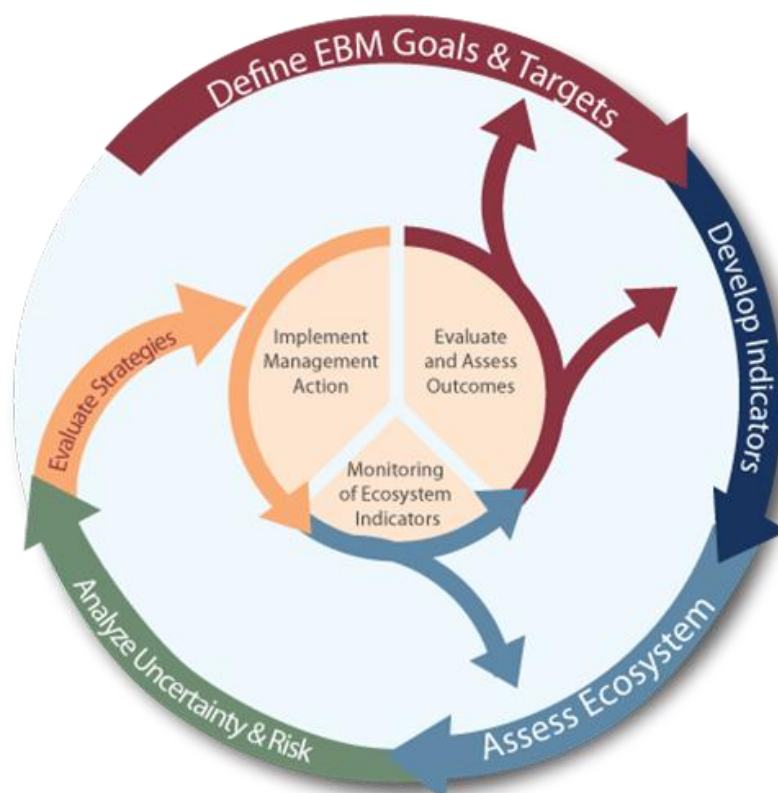 Define EBM Goals & Targets
Develop Indicators
Assess Ecosystem
Analyze Uncertainty & Risk
Evaluate Strategies
Implement
Management
Action
Evaluate
and Assess
Outcomes
Monitoring
of Ecosystem
Indicators